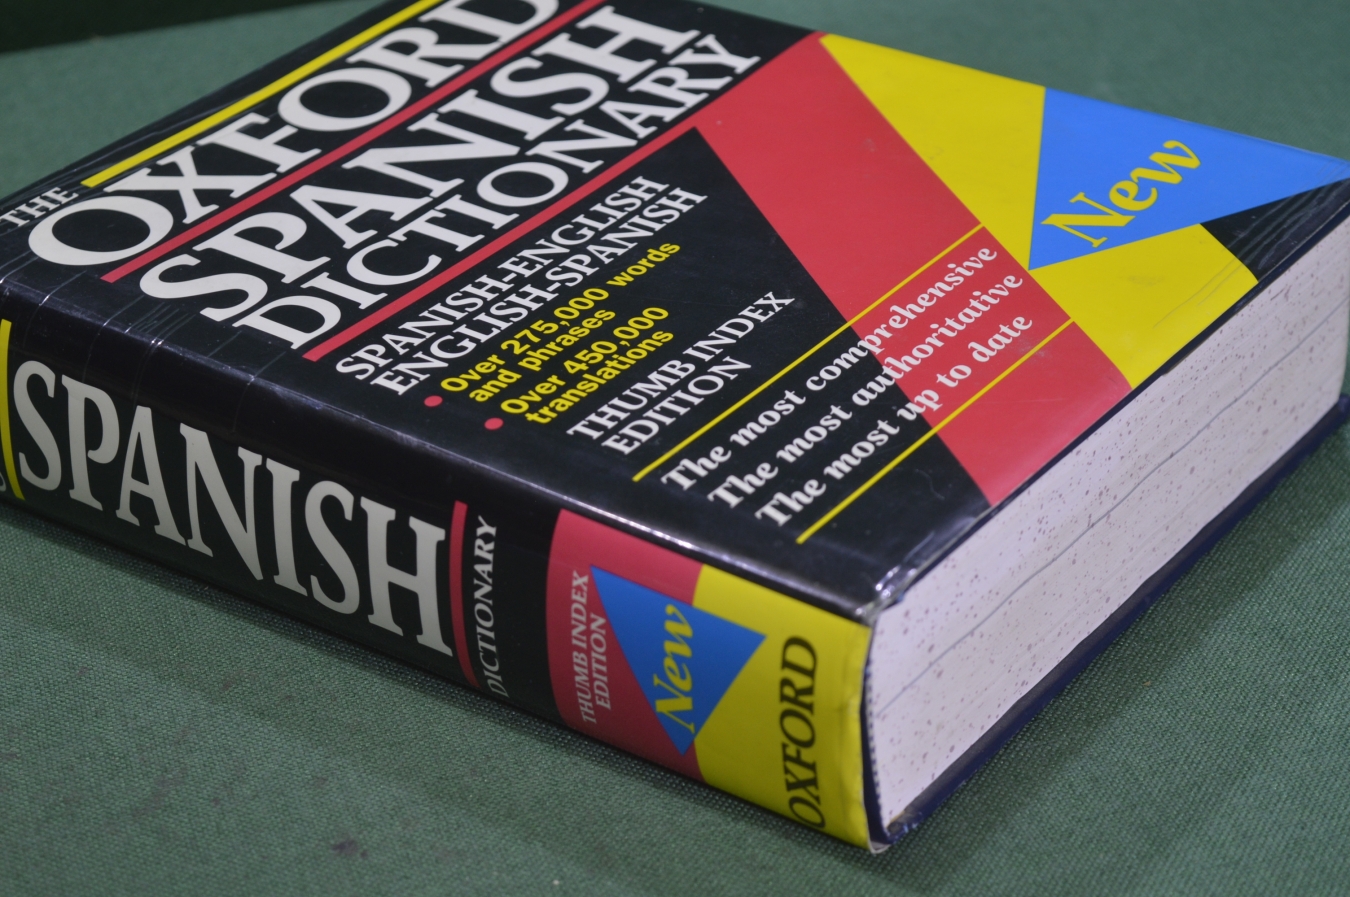 THE
OXFORD
SPANISH
DICTIONARY
SPANISH-ENGLISH
ENGLISH-SPANISH
• Over 275,000 words
and phrases
• Over 450,000
translations
THUMB INDEX
EDITION
The most comprehensive
The most authoritative
The most up to date
New
SPANISH
DICTIONARY
THUMB INDEX
EDITION
New
OXFORD